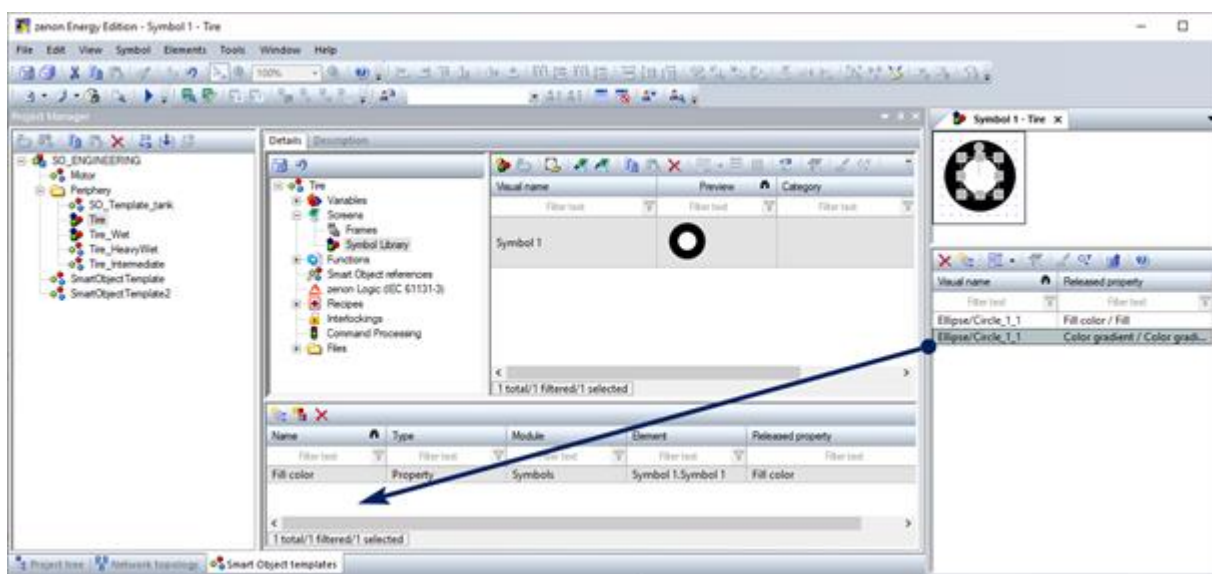 zenon Energy Edition - Symbol 1 - Tire
File Edit View Symbol Elements Tools Window Help
100%
Project Manager
SO_ENGINEERING
Motor
Periphery
SO_Template_tank
Tire
Tire_Wet
Tire_HeavyWet
Tire_Intermediate
SmartObjectTemplate
SmartObjectTemplate2
Details Description
Tire
Variables
Screens
Frames
Symbol Library
Functions
Smart Object references
zenon Logic (IEC 61131-3)
Recipes
Interlockings
Command Processing
Files
Visual name Preview Category
Filter text Filter text Filter text
Symbol 1
1 total/1 filtered/1 selected
Name Type Module Element Released property
Filter text Filter text Filter text Filter text Filter text
Fill color Property Symbols Symbol 1.Symbol 1 Fill color
1 total/1 filtered/1 selected
Symbol 1 - Tire x
Visual name Released property
Filter text Filter text
Ellipse/Circle_1_1 Fill color / Fill
Ellipse/Circle_1_1 Color gradient / Color gradi...
Project tree Network topology Smart Object templates